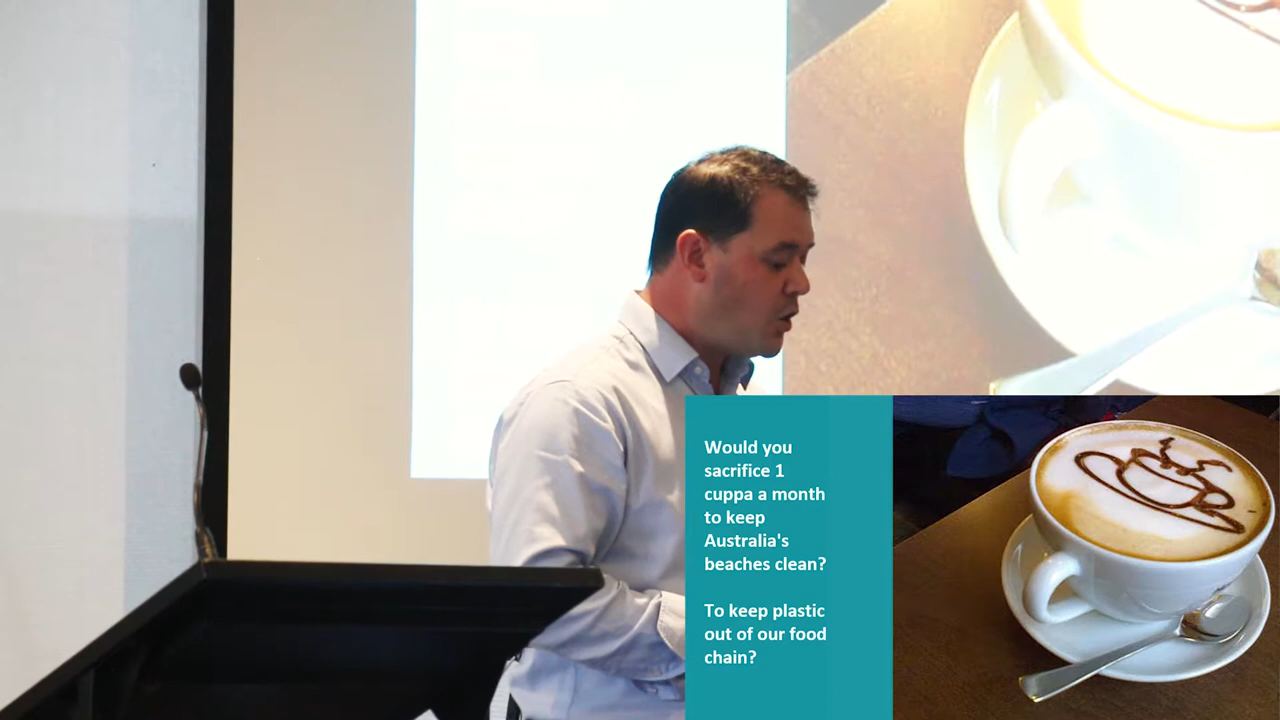 Would you
sacrifice 1
cuppa a month
to keep
Australia's
beaches clean?
To keep plastic
out of our food
chain?